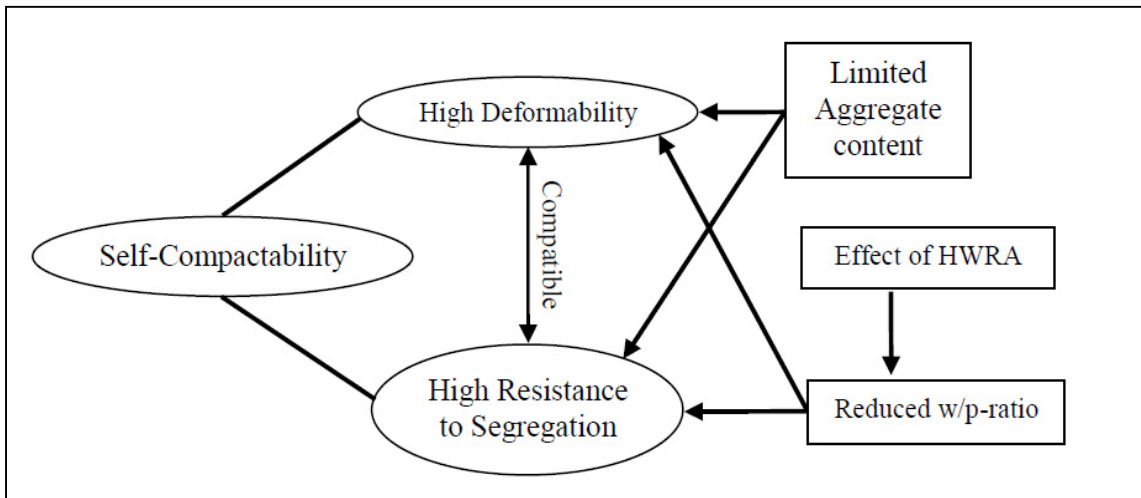 High Deformability
Limited
Aggregate
content
Compatible
Self-Compactability
Effect of HWRA
High Resistance
to Segregation
Reduced w/p-ratio